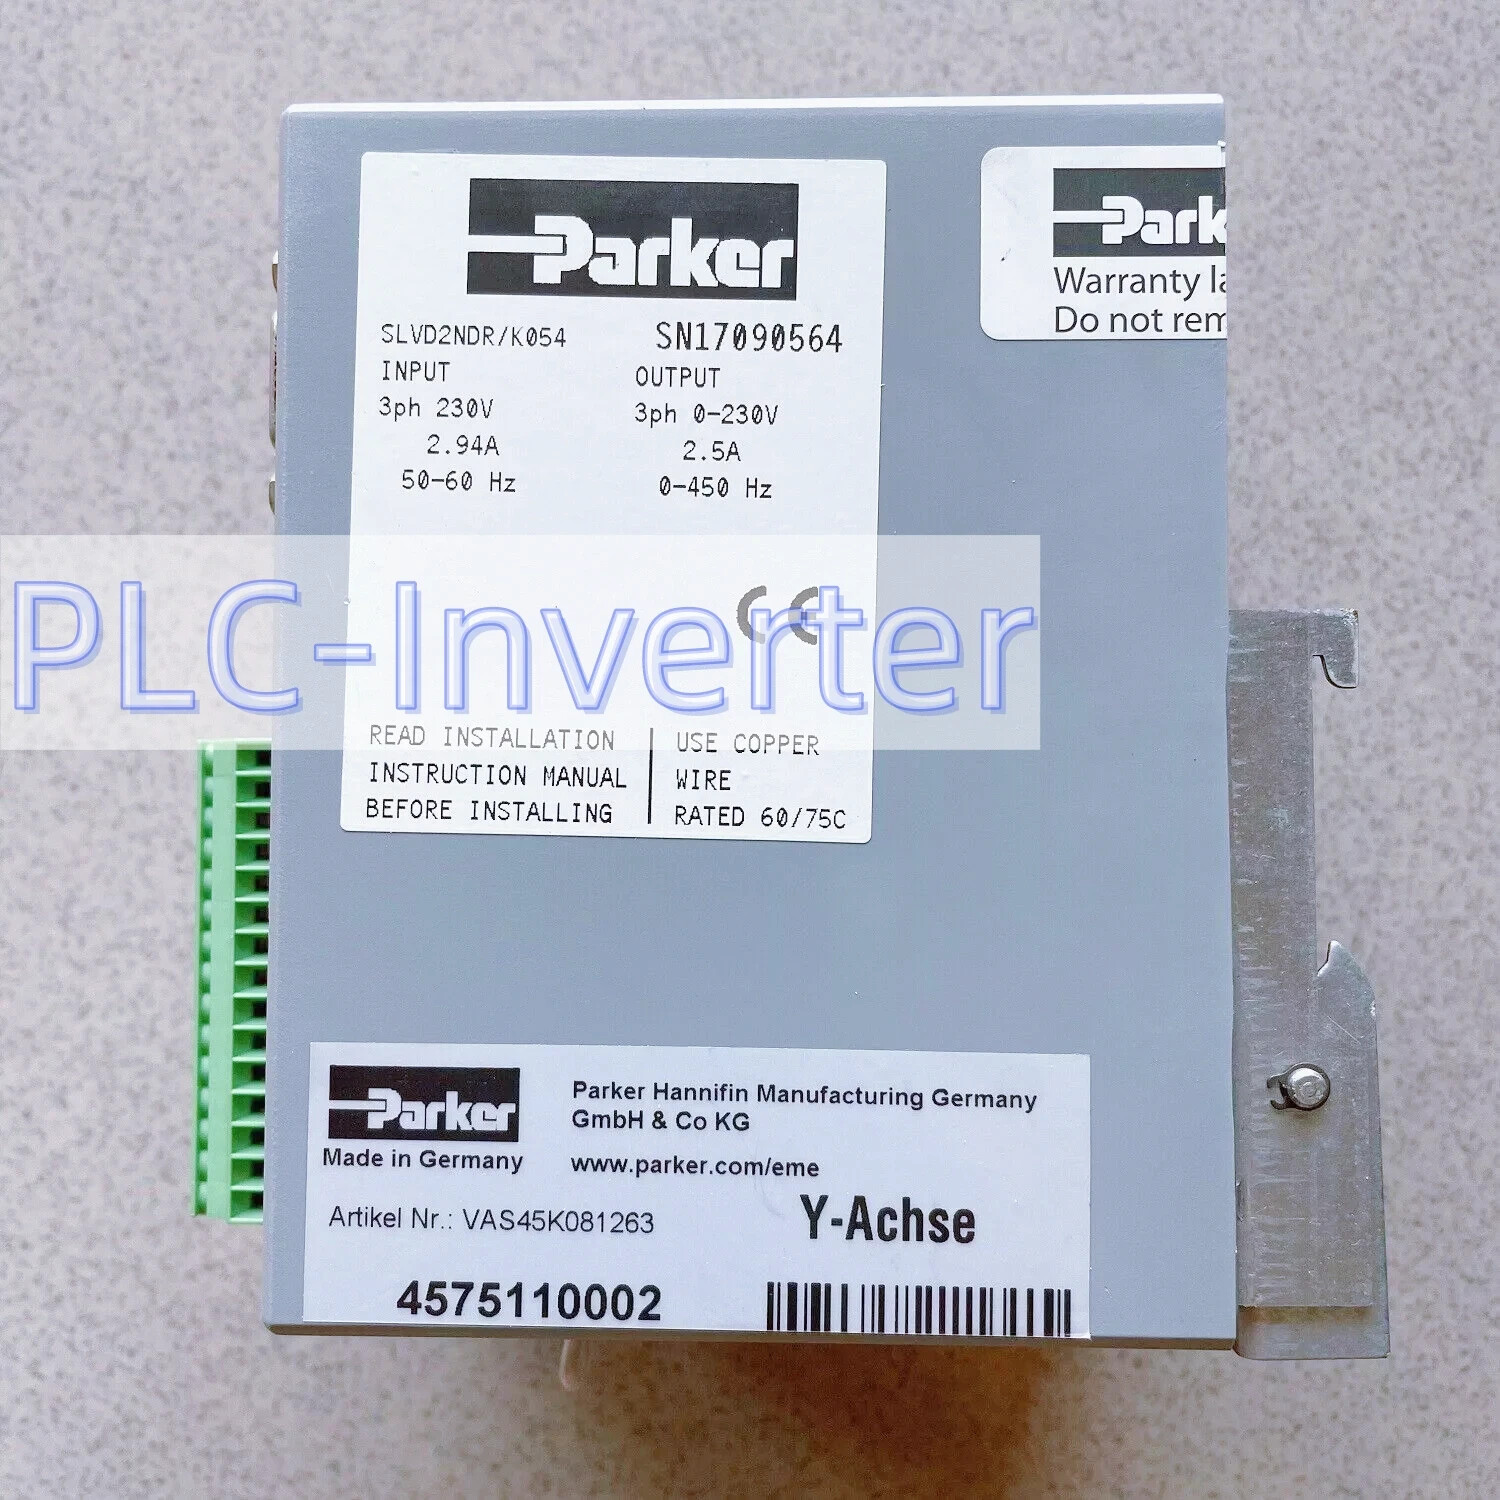 Parker
SLVD2NDR/K054 SN17090564
INPUT OUTPUT
3ph 230V 3ph 0-230V
2.94A 2.5A
50-60 Hz 0-450 Hz
CE
PLC-Inverter
READ INSTALLATION
INSTRUCTION MANUAL
BEFORE INSTALLING
USE COPPER
WIRE
RATED 60/75C
Parker
Warranty la
Do not rem
Parker
Made in Germany
Parker Hannifin Manufacturing Germany
GmbH & Co KG
www.parker.com/eme
Artikel Nr.: VAS45K081263
Y-Achse
4575110002